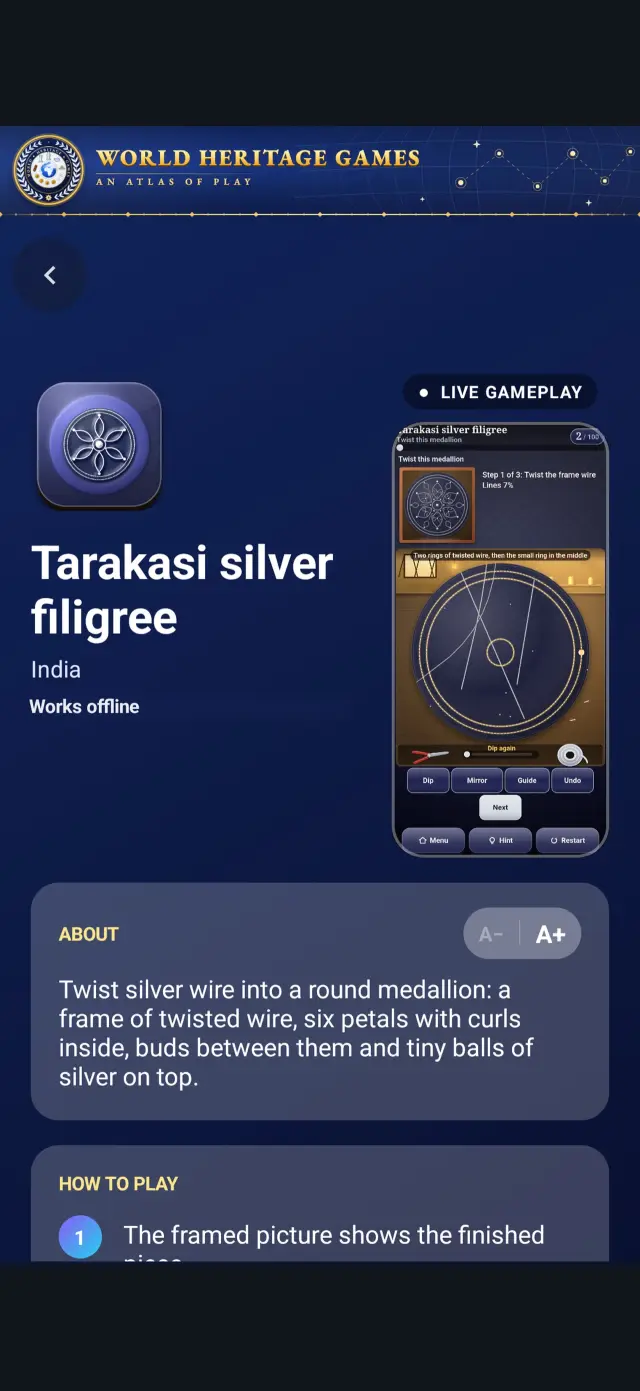 WORLD HERITAGE GAMES
AN ATLAS OF PLAY
LIVE GAMEPLAY
Tarakasi silver filigree
Twist this medallion
2 / 100
Twist this medallion
Step 1 of 3: Twist the frame wire
Lines 7%
Two rings of twisted wire, then the small ring in the middle
Dip again
Dip
Mirror
Guide
Undo
Next
Menu
Hint
Restart
Tarakasi silver
filigree
India
Works offline
ABOUT
A−
A+
Twist silver wire into a round medallion: a
frame of twisted wire, six petals with curls
inside, buds between them and tiny balls of
silver on top.
HOW TO PLAY
1
The framed picture shows the finished
piece